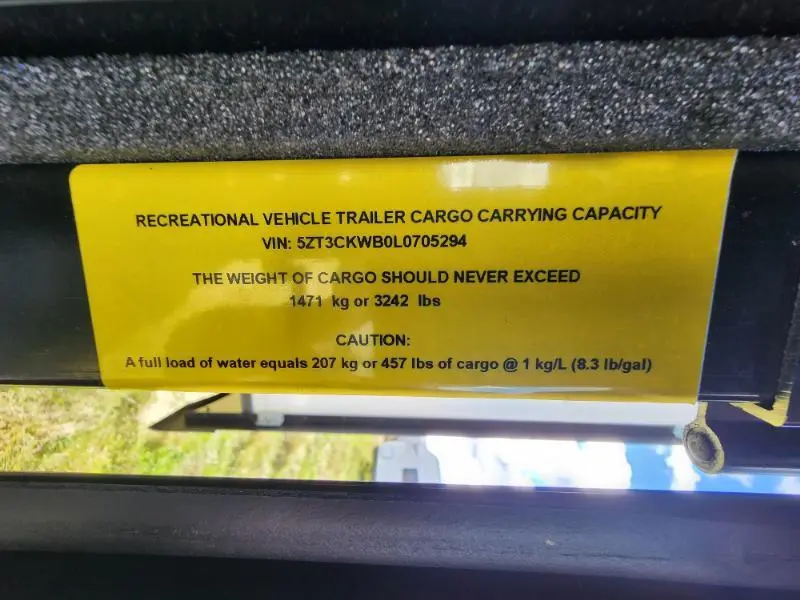 RECREATIONAL VEHICLE TRAILER CARGO CARRYING CAPACITY
VIN: 5ZT3CKWB0L0705294
THE WEIGHT OF CARGO SHOULD NEVER EXCEED
1471 kg or 3242 lbs
CAUTION:
A full load of water equals 207 kg or 457 lbs of cargo @ 1 kg/L (8.3 lb/gal)